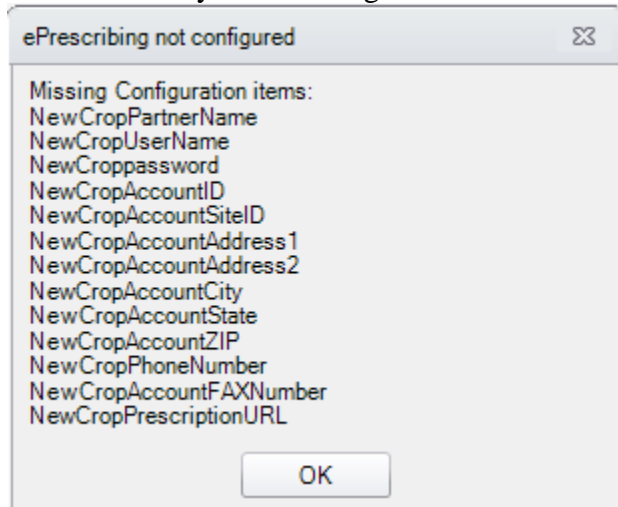 ePrescribing not configured
Missing Configuration items:
NewCropPartnerName
NewCropUserName
NewCroppassword
NewCropAccountID
NewCropAccountSiteID
NewCropAccountAddress1
NewCropAccountAddress2
NewCropAccountCity
NewCropAccountState
NewCropAccountZIP
NewCropPhoneNumber
NewCropAccountFAXNumber
NewCropPrescriptionURL
OK